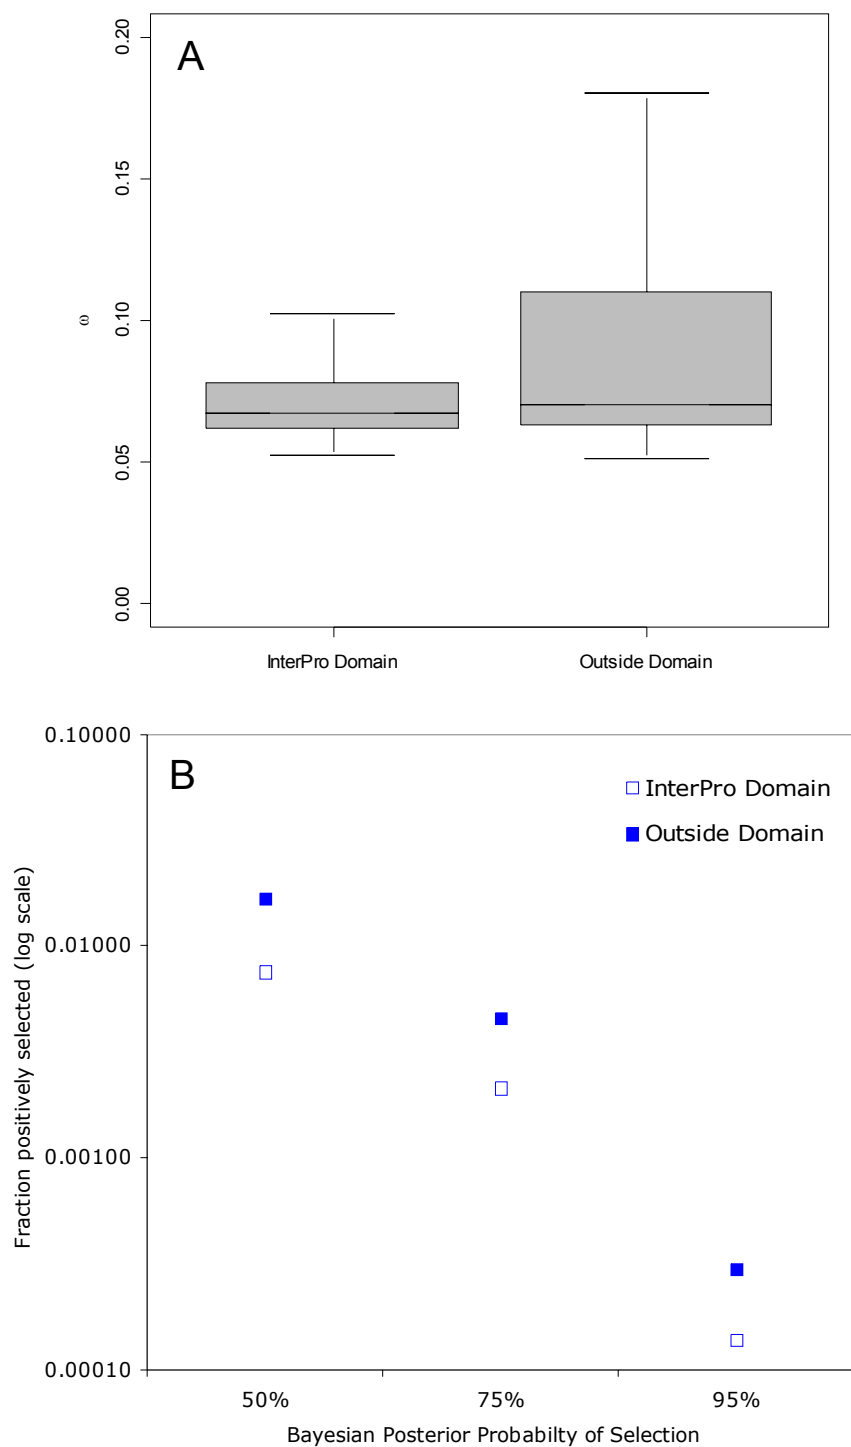 A
0.20
0.15
0.10
0.05
0.00
ω
InterPro Domain
Outside Domain
B
0.10000
0.01000
0.00100
0.00010
Fraction positively selected (log scale)
InterPro Domain
Outside Domain
50%
75%
95%
Bayesian Posterior Probabilty of Selection